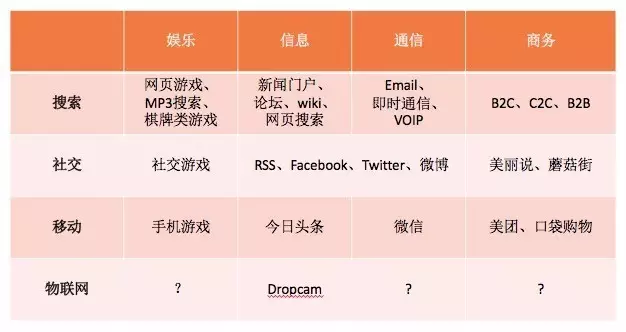 娱乐 信息 通信 商务
搜索 网页游戏、MP3搜索、棋牌类游戏 新闻门户、论坛、wiki、网页搜索 Email、即时通信、VOIP B2C、C2C、B2B
社交 社交游戏 RSS、Facebook、Twitter、微博 美丽说、蘑菇街
移动 手机游戏 今日头条 微信 美团、口袋购物
物联网 ？ Dropcam ? ?